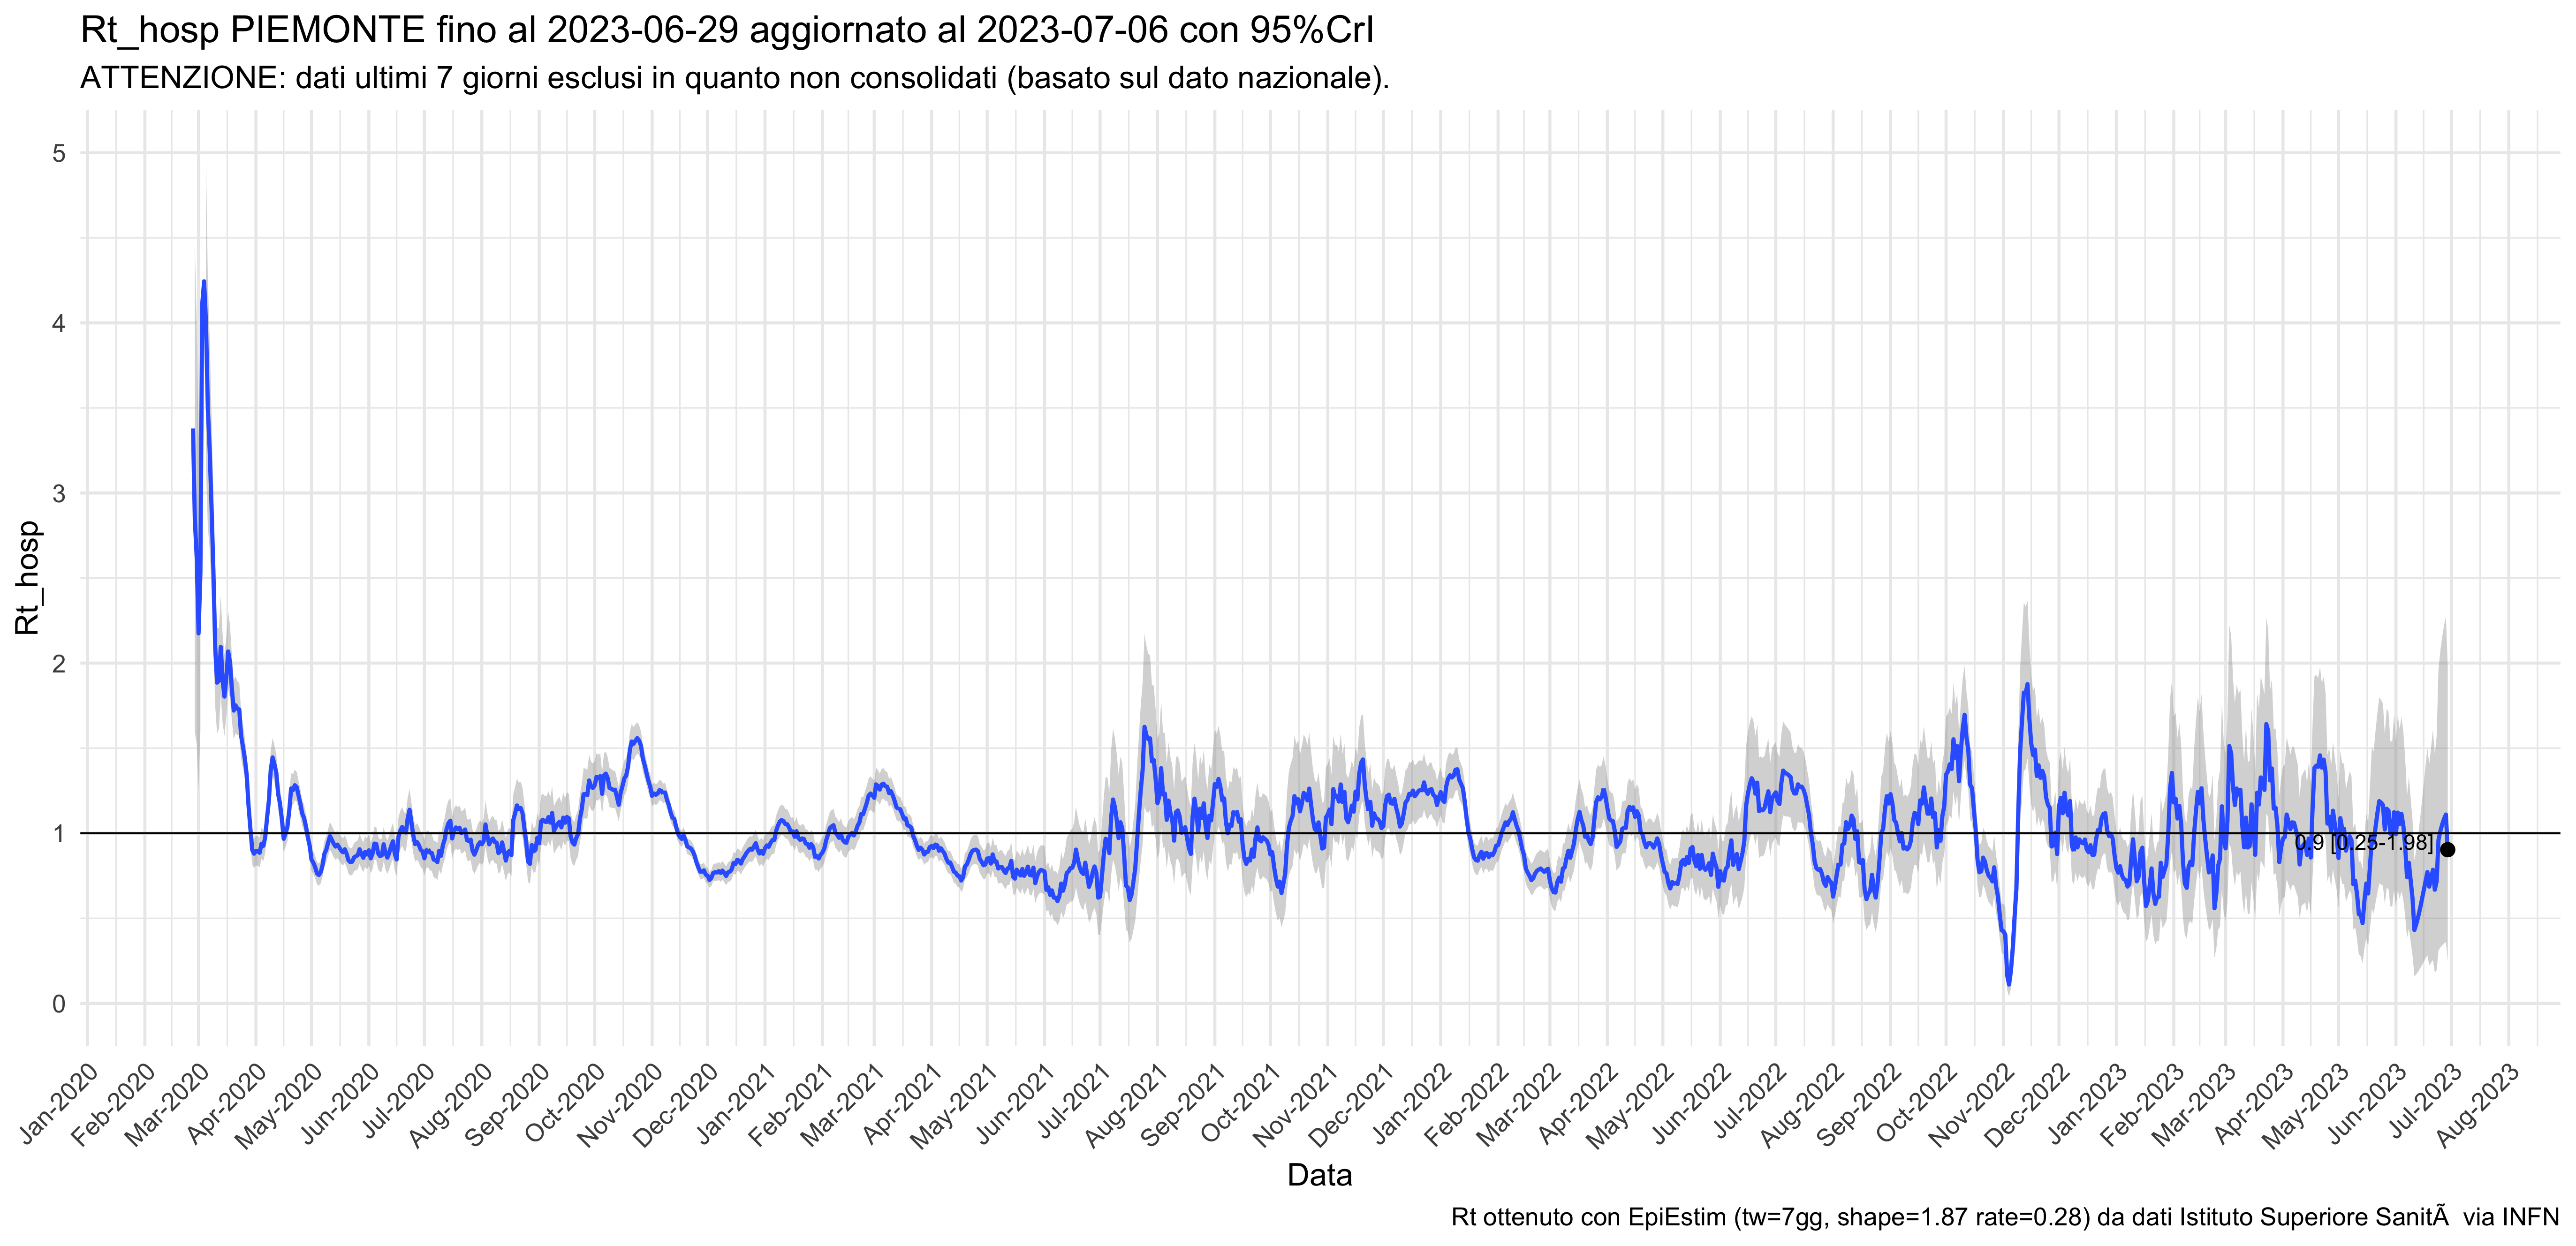 Rt_hosp PIEMONTE fino al 2023-06-29 aggiornato al 2023-07-06 con 95%CrI
ATTENZIONE: dati ultimi 7 giorni esclusi in quanto non consolidati (basato sul dato nazionale).
5
4
3
2
1
0
Rt_hosp
0.9 [0.25-1.98]
Jan-2020
Feb-2020
Mar-2020
Apr-2020
May-2020
Jun-2020
Jul-2020
Aug-2020
Sep-2020
Oct-2020
Nov-2020
Dec-2020
Jan-2021
Feb-2021
Mar-2021
Apr-2021
May-2021
Jun-2021
Jul-2021
Aug-2021
Sep-2021
Oct-2021
Nov-2021
Dec-2021
Jan-2022
Feb-2022
Mar-2022
Apr-2022
May-2022
Jun-2022
Jul-2022
Aug-2022
Sep-2022
Oct-2022
Nov-2022
Dec-2022
Jan-2023
Feb-2023
Mar-2023
Apr-2023
May-2023
Jun-2023
Jul-2023
Aug-2023
Data
Rt ottenuto con EpiEstim (tw=7gg, shape=1.87 rate=0.28) da dati Istituto Superiore SanitÃ  via INFN